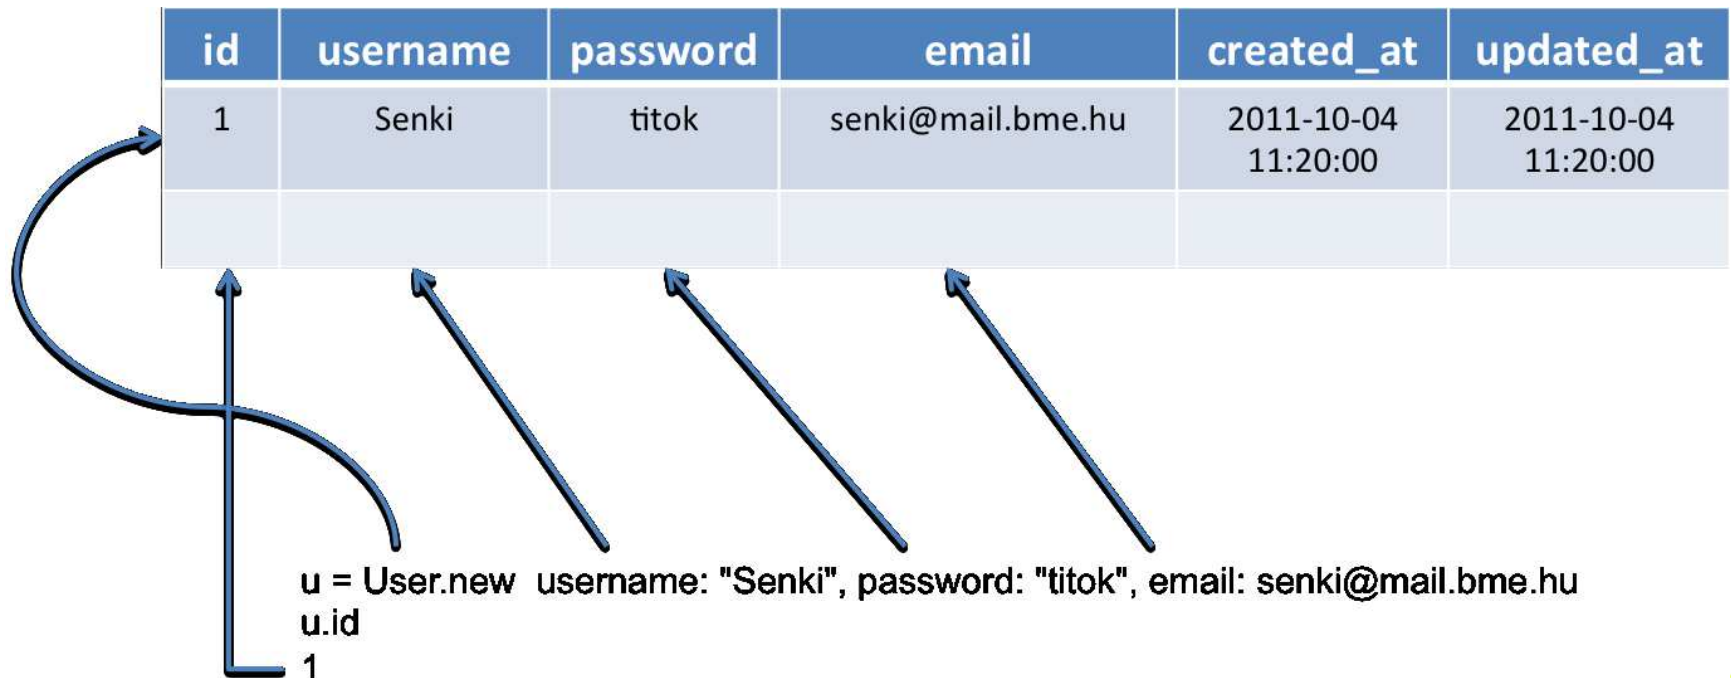 id username password email created_at updated_at
1 Senki titok senki@mail.bme.hu 2011-10-04 2011-10-04
11:20:00 11:20:00
u = User.new username: "Senki", password: "titok", email: senki@mail.bme.hu
u.id
1